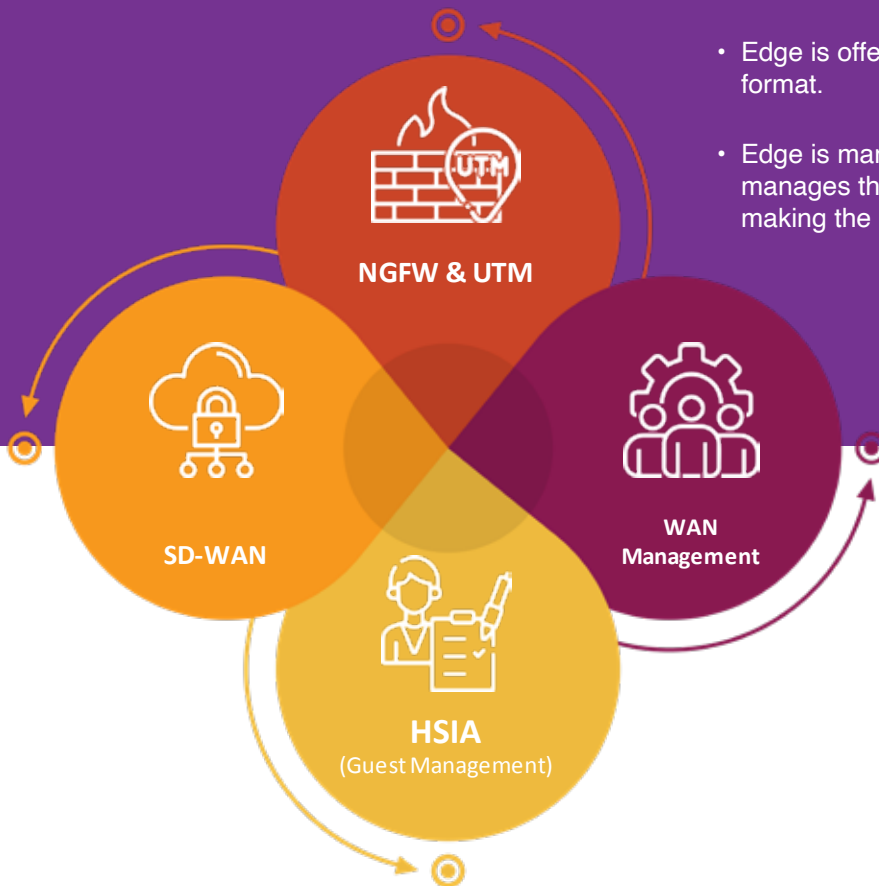 • Edge is offe
format.
• Edge is mar
manages th
making the
UTM
NGFW & UTM
SD-WAN
WAN
Management
HSIA
(Guest Management)